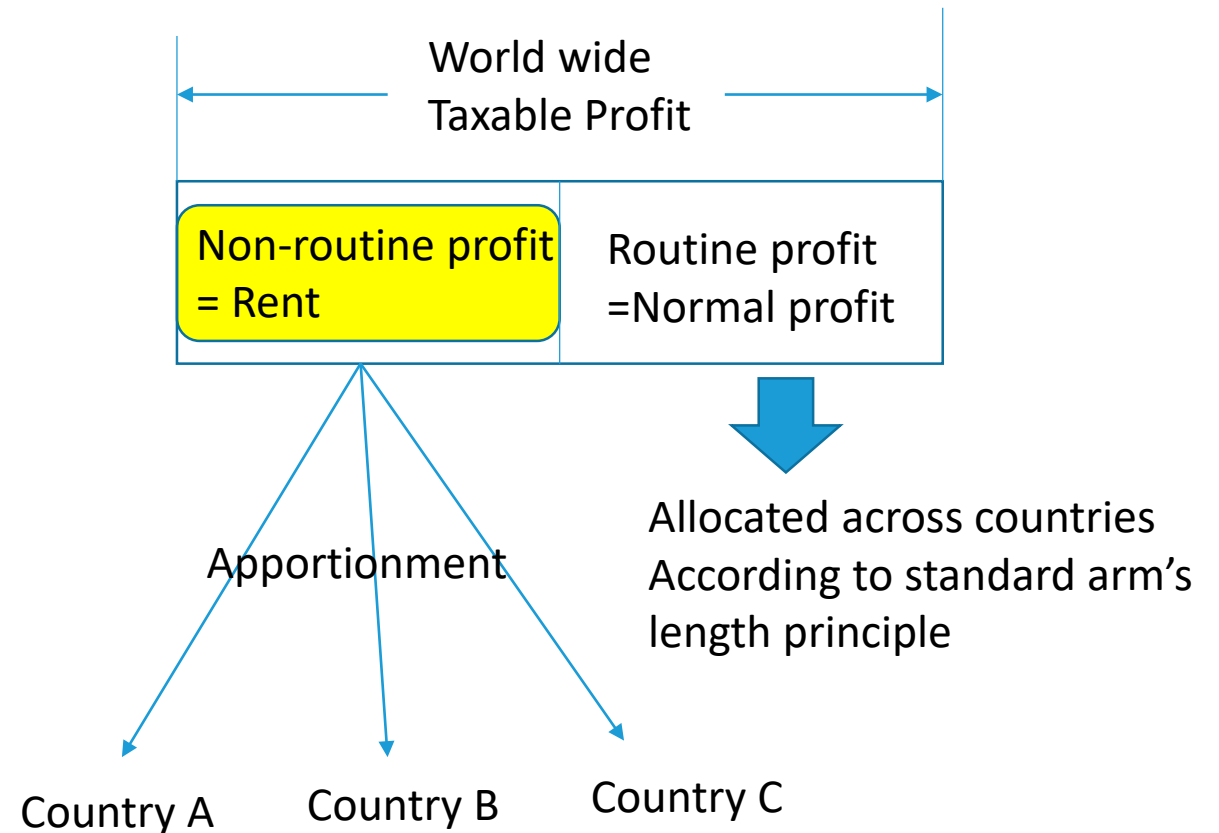 World wide
Taxable Profit
Non-routine profit
= Rent
Routine profit
=Normal profit
Allocated across countries
According to standard arm’s
length principle
Apportionment
Country A
Country B
Country C